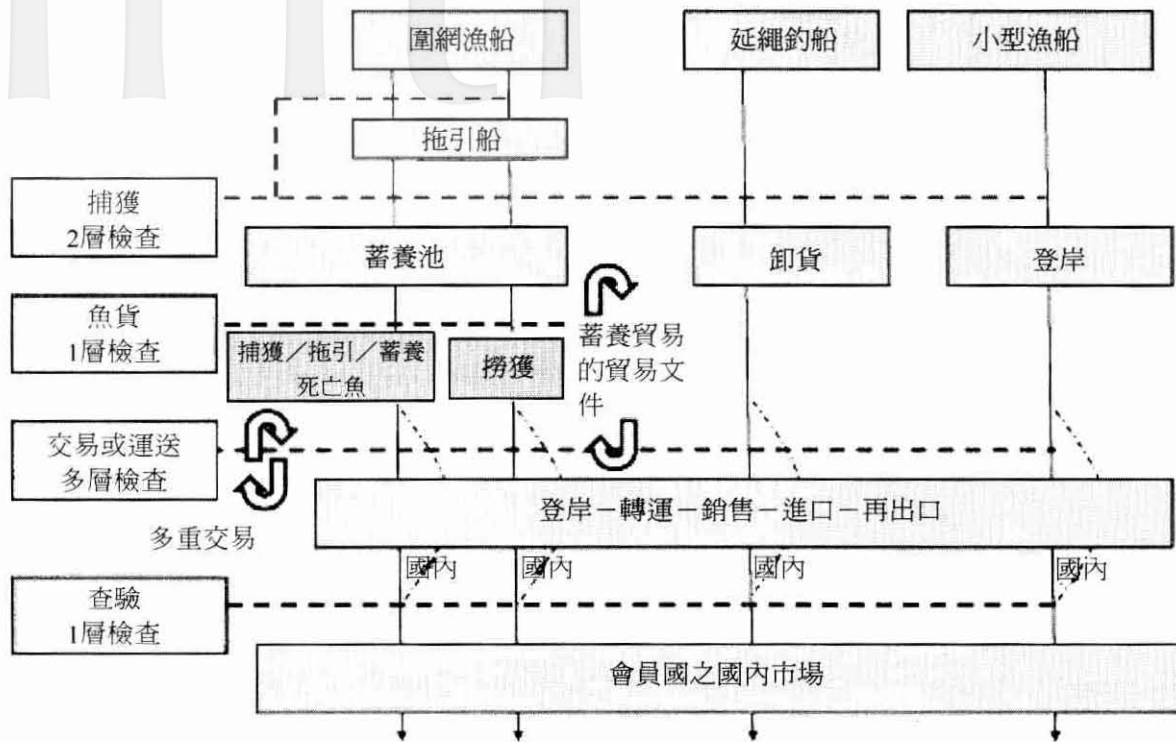 圍網漁船
延繩釣船
小型漁船
拖引船
捕獲
2層檢查
蓄養池
卸貨
登岸
魚貨
1層檢查
捕獲／拖引／蓄養
死亡魚
撈獲
蓄養貿易
的貿易文
件
交易或運送
多層檢查
多重交易
登岸－轉運－銷售－進口－再出口
國內
國內
國內
國內
查驗
1層檢查
會員國之國內市場